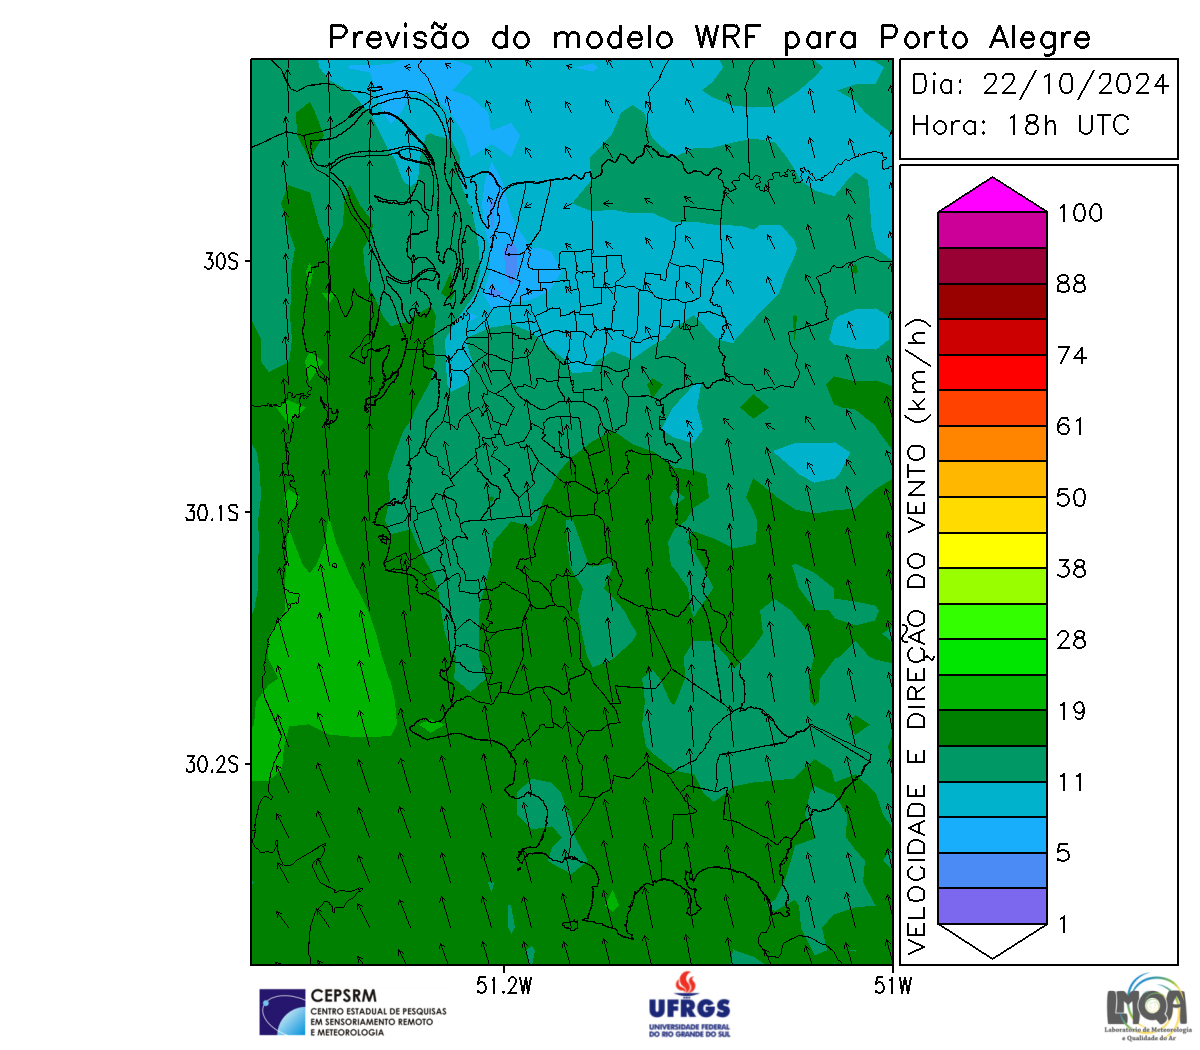 Previsão do modelo WRF para Porto Alegre
Dia: 22/10/2024
Hora: 18h UTC
30S
30.1S
30.2S
51.2W
51W
VELOCIDADE E DIREÇÃO DO VENTO (km/h)
100
88
74
61
50
38
28
19
11
5
1
CEPSRM
CENTRO ESTADUAL DE PESQUISAS
EM SENSORIAMENTO REMOTO
E METEOROLOGIA
UFRGS
UNIVERSIDADE FEDERAL
DO RIO GRANDE DO SUL
LMQA
Laboratório de Meteorologia
e Qualidade do Ar